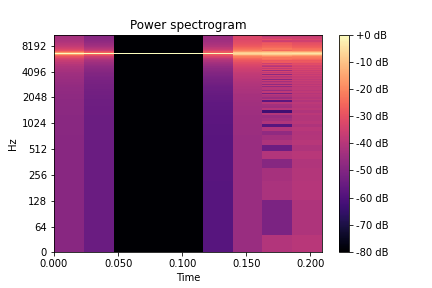 Power spectrogram
Hz
8192
4096
2048
1024
512
256
128
64
0
0.000 0.050 0.100 0.150 0.200
Time
+0 dB
-10 dB
-20 dB
-30 dB
-40 dB
-50 dB
-60 dB
-70 dB
-80 dB